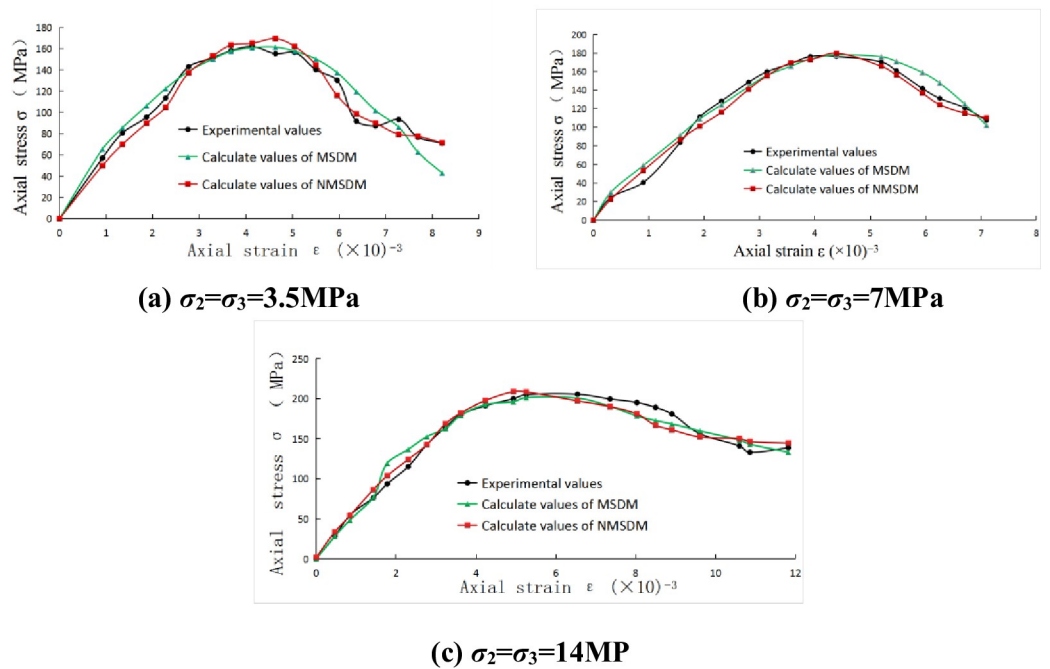 Axial stress σ ( MPa)
180
160
140
120
100
80
60
40
20
0
0 1 2 3 4 5 6 7 8 9
Experimental values
Calculate values of MSDM
Calculate values of NMSDM
Axial strain ε (×10)⁻³
(a) σ₂=σ₃=3.5MPa
Axial stress σ ( MPa)
200
180
160
140
120
100
80
60
40
20
0
0 1 2 3 4 5 6 7 8
Experimental values
Calculate values of MSDM
Calculate values of NMSDM
Axial strain ε (×10)⁻³
(b) σ₂=σ₃=7MPa
Axial stress σ ( MPa)
250
200
150
100
50
0
0 2 4 6 8 10 12
Experimental values
Calculate values of MSDM
Calculate values of NMSDM
Axial strain ε (×10)⁻³
(c) σ₂=σ₃=14MP